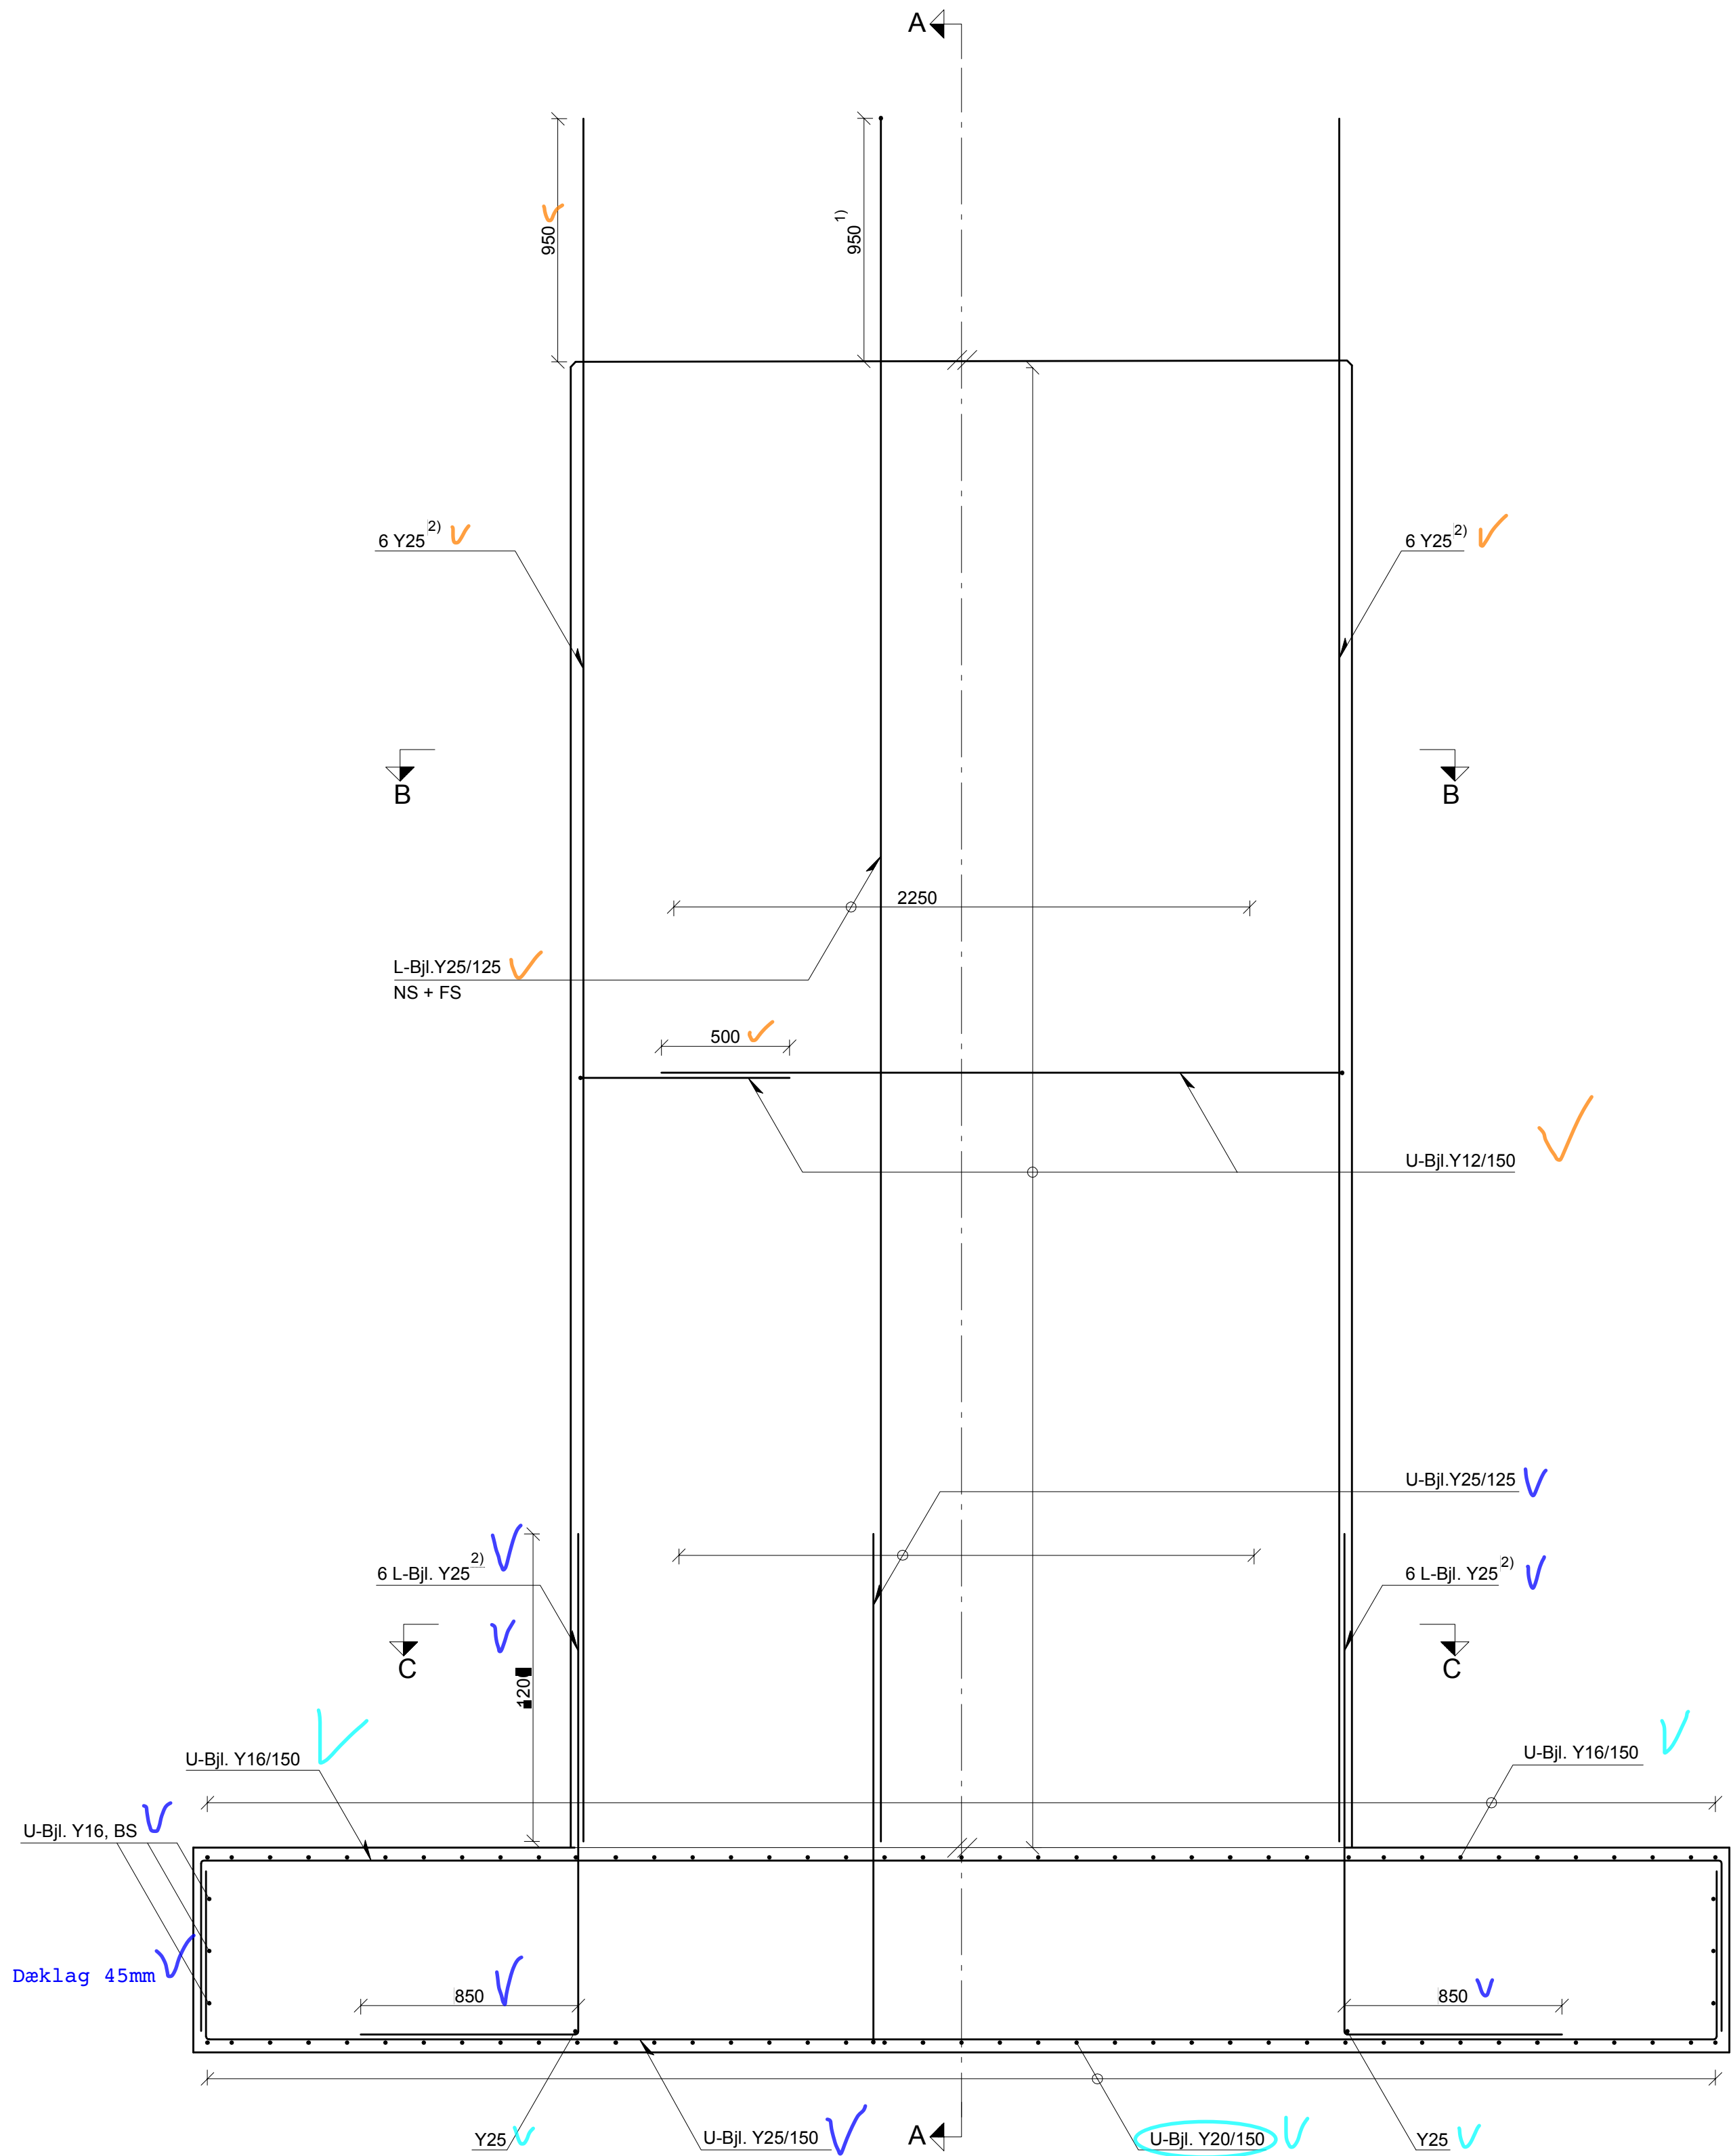 A
950
950 1)
6 Y25 2)
6 Y25 2)
B
B
2250
L-Bjl.Y25/125
NS + FS
500
U-Bjl.Y12/150
U-Bjl.Y25/125
6 L-Bjl. Y25 2)
6 L-Bjl. Y25 2)
C
C
1200
U-Bjl. Y16/150
U-Bjl. Y16/150
U-Bjl. Y16, BS
Dæklag 45mm
850
850
Y25
U-Bjl. Y25/150
A
U-Bjl. Y20/150
Y25